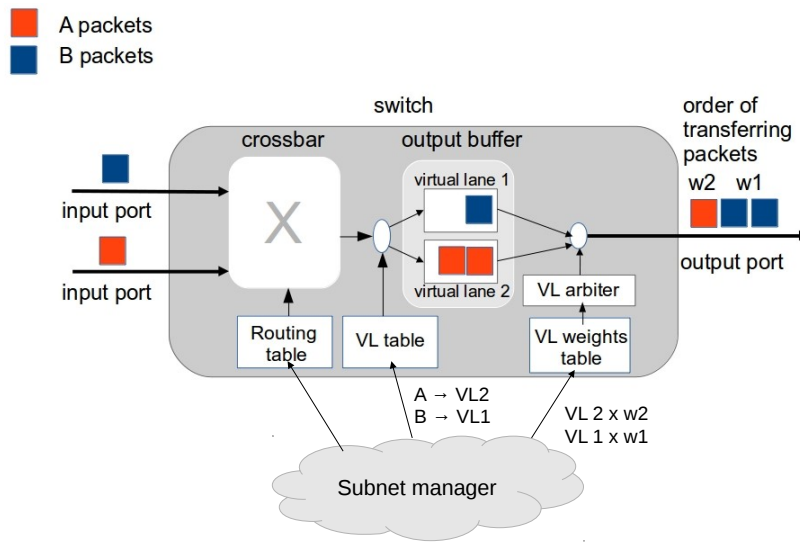 A packets
B packets
switch
order of
transferring
packets
crossbar
output buffer
w2 w1
virtual lane 1
input port
X
input port
virtual lane 2
output port
VL arbiter
Routing
table
VL table
VL weights
table
A → VL2
B → VL1
VL 2 x w2
VL 1 x w1
Subnet manager